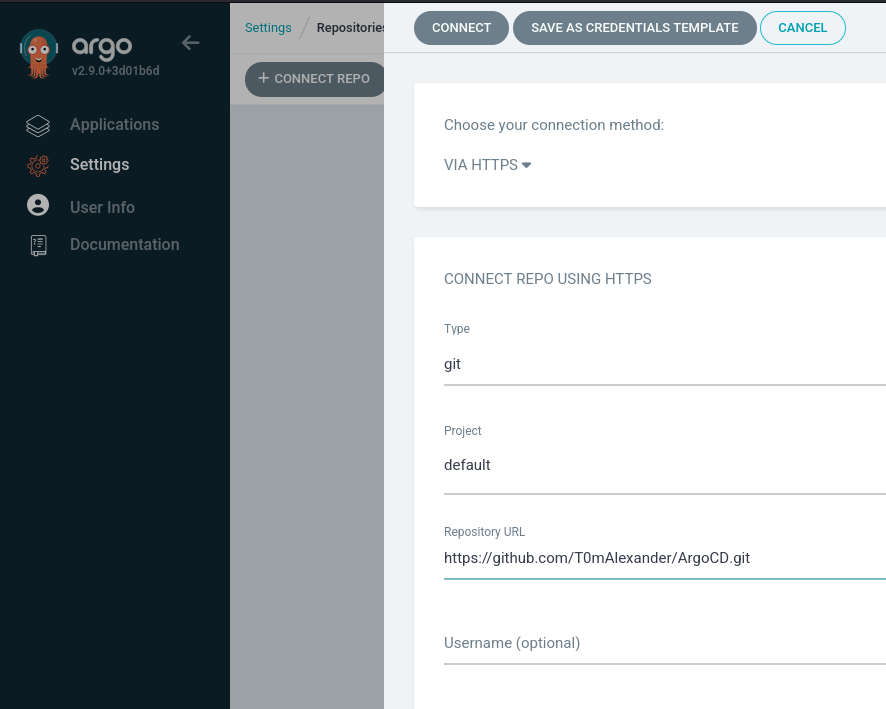 argo
v2.9.0+3d01b6d
Applications
Settings
User Info
Documentation
Settings / Repositories
+ CONNECT REPO
CONNECT
SAVE AS CREDENTIALS TEMPLATE
CANCEL
Choose your connection method:
VIA HTTPS
CONNECT REPO USING HTTPS
Type
git
Project
default
Repository URL
https://github.com/T0mAlexander/ArgoCD.git
Username (optional)